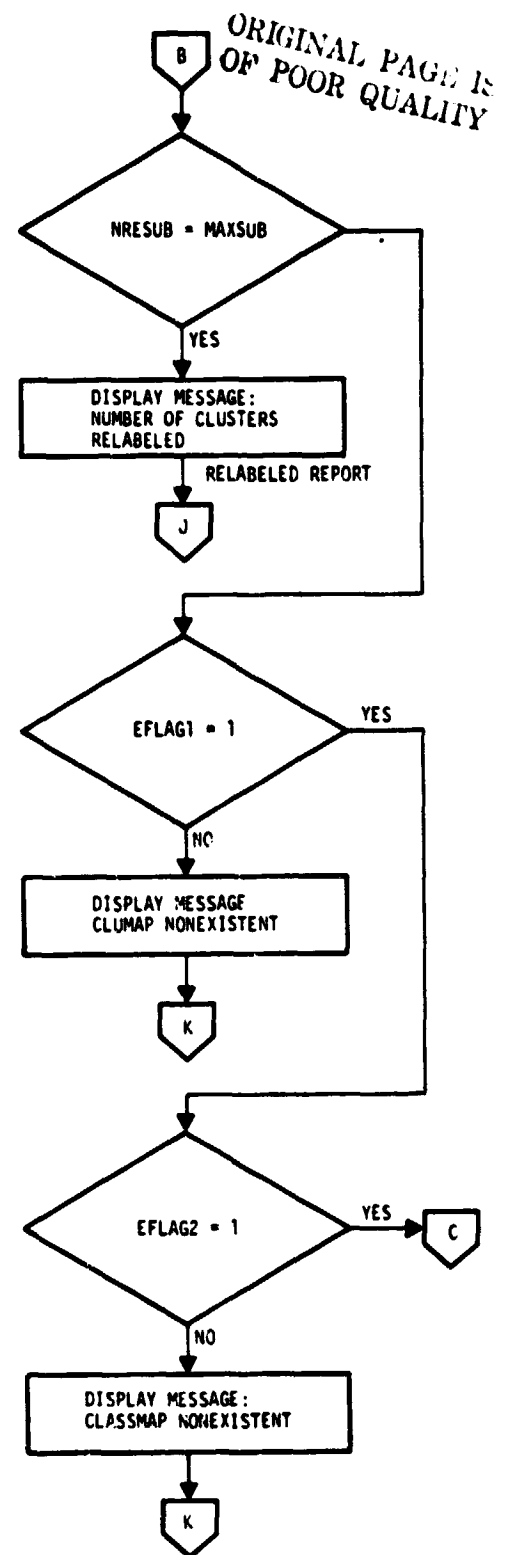 ORIGINAL PAGE IS
OF POOR QUALITY
B
NRESUB = MAXSUB
YES
DISPLAY MESSAGE:
NUMBER OF CLUSTERS
RELABELED
RELABELED REPORT
J
EFLAG1 = 1
YES
NO
DISPLAY MESSAGE
CLUMAP NONEXISTENT
K
EFLAG2 = 1
YES
C
NO
DISPLAY MESSAGE:
CLASSMAP NONEXISTENT
K